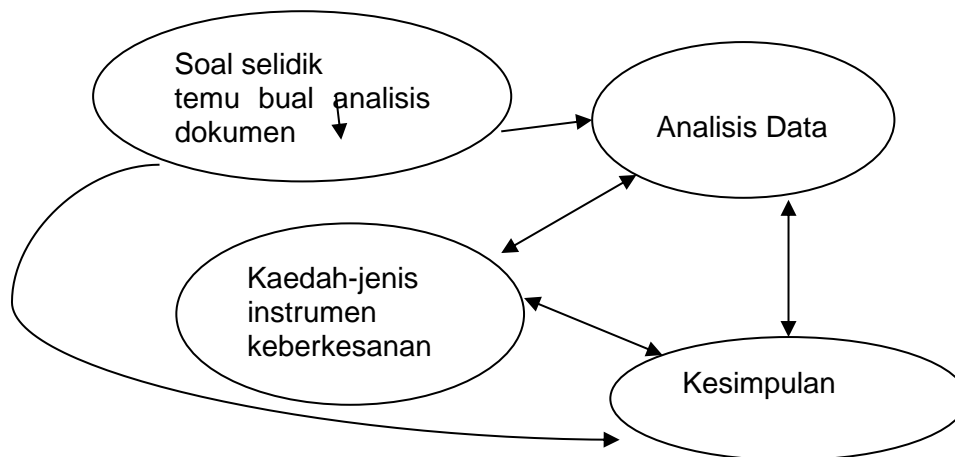 Soal selidik
temu bual analisis
dokumen
Analisis Data
Kaedah-jenis
instrumen
keberkesanan
Kesimpulan